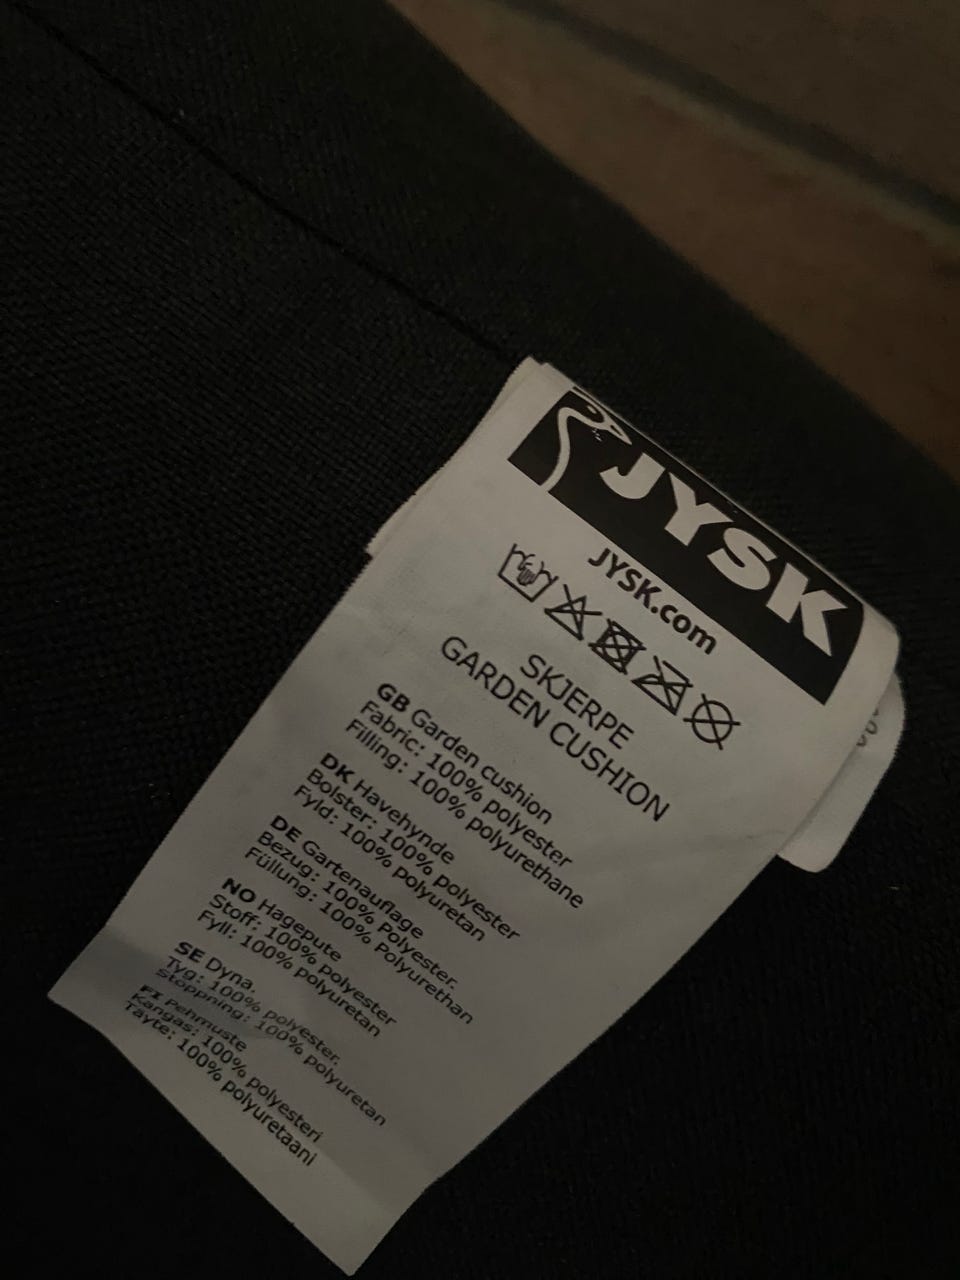 JYSK
JYSK.com
SKJERPE
GARDEN CUSHION
GB Garden cushion
Fabric: 100% polyester
Filling: 100% polyurethane
DK Havehynde
Bolster: 100% polyester
Fyld: 100% polyuretan
DE Gartenauflage
Bezug: 100% Polyester.
Füllung: 100% Polyurethan
NO Hagepute
Stoff: 100% polyester
Fyll: 100% polyuretan
SE Dyna.
Tyg: 100% polyester.
stoppning: 100% polyuretan
FI Pehmuste
Kangas: 100% polyesteri
Täyte: 100% polyuretaani